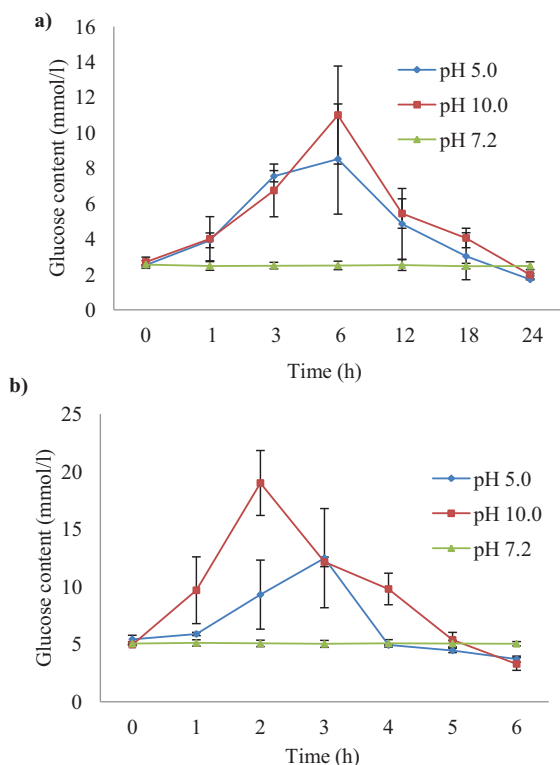 a)
Glucose content (mmol/l)
16
14
12
10
8
6
4
2
0
pH 5.0
pH 10.0
pH 7.2
0 1 3 6 12 18 24
Time (h)
b)
Glucose content (mmol/l)
25
20
15
10
5
0
pH 5.0
pH 10.0
pH 7.2
0 1 2 3 4 5 6
Time (h)